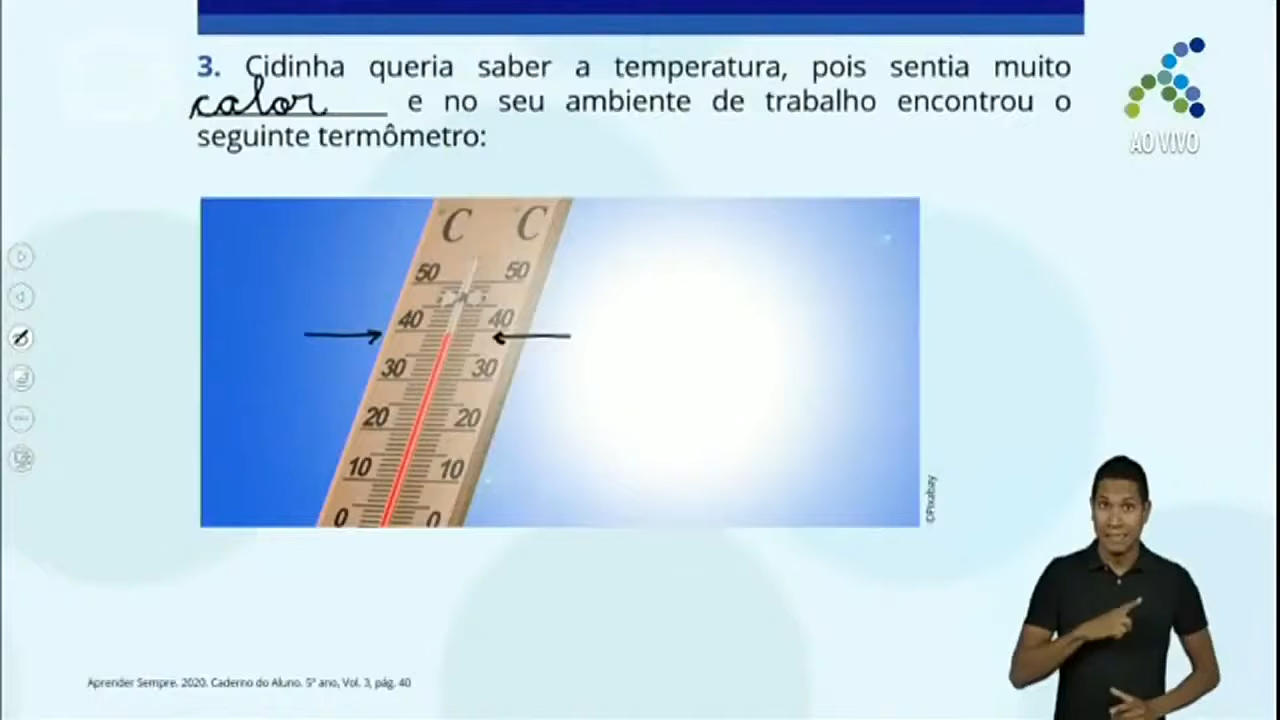 3. Cidinha queria saber a temperatura, pois sentia muito
calor e no seu ambiente de trabalho encontrou o
seguinte termômetro:
AO VIVO
°C °C
50 50
40 40
30 30
20 20
10 10
0 0
©Pixabay
Aprender Sempre. 2020. Caderno do Aluno. 5º ano, Vol. 3, pág. 40